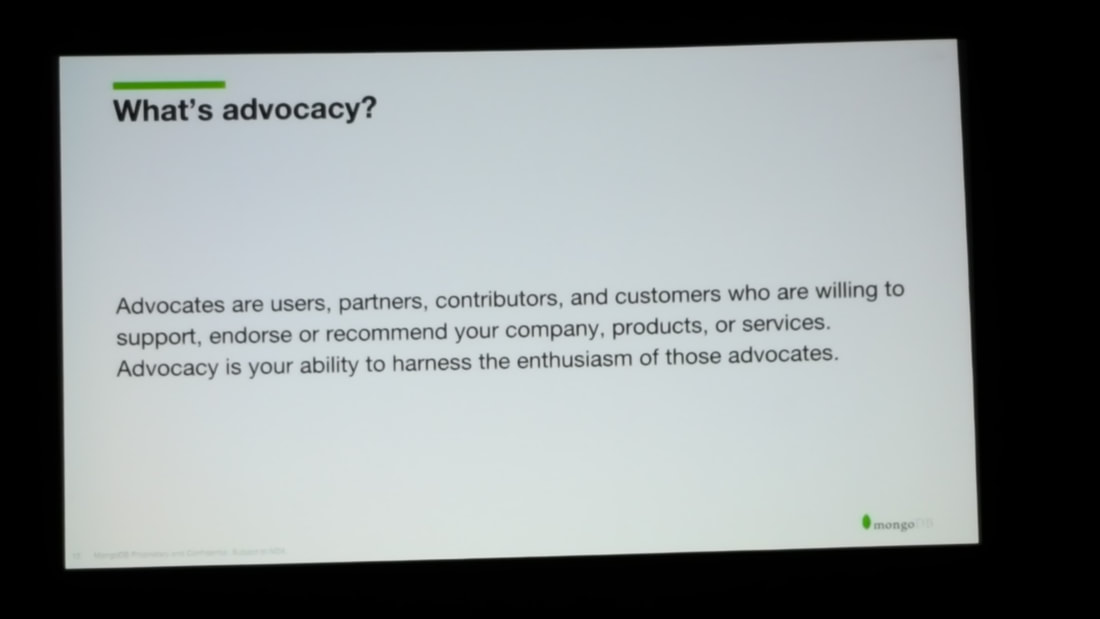 What's advocacy?
Advocates are users, partners, contributors, and customers who are willing to
support, endorse or recommend your company, products, or services.
Advocacy is your ability to harness the enthusiasm of those advocates.
mongoDB
MongoDB Proprietary and Confidential.